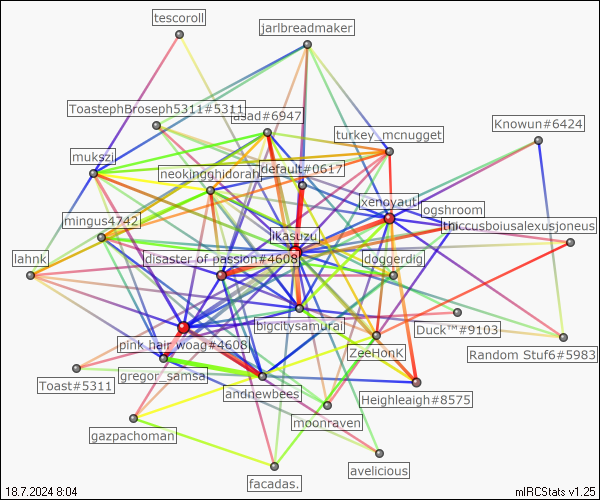 tescoroll
jarlbreadmaker
ToastephBroseph5311#5311
usad#6947
Knowun#6424
turkey_mcnugget
mukszi
neokingghidorah
default#0617
xenoyaut
ogshroom
mingus4742
ikasuzu
thiccusboiusalexusjoneus
lahnk
disaster of passion#4608
doggerdig
bigcitysamurai
Duck™#9103
pink hair woag#4608
ZeeHonK
Random Stuf6#5983
gregor_samsa
Toast#5311
andnewbees
Heighleaigh#8575
moonraven
gazpachoman
avelicious
facadas.
18.7.2024 8:04
mIRCStats v1.25